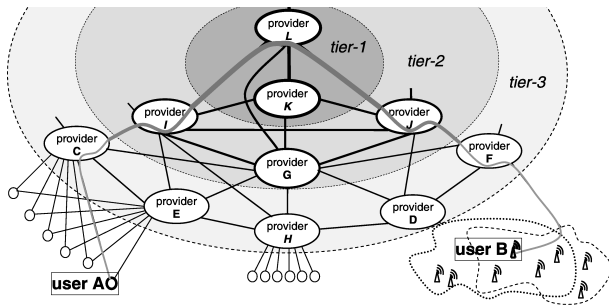 provider
L
tier-1
tier-2
tier-3
provider
K
provider
I
provider
J
provider
C
provider
F
provider
G
provider
E
provider
D
provider
H
user B
user A